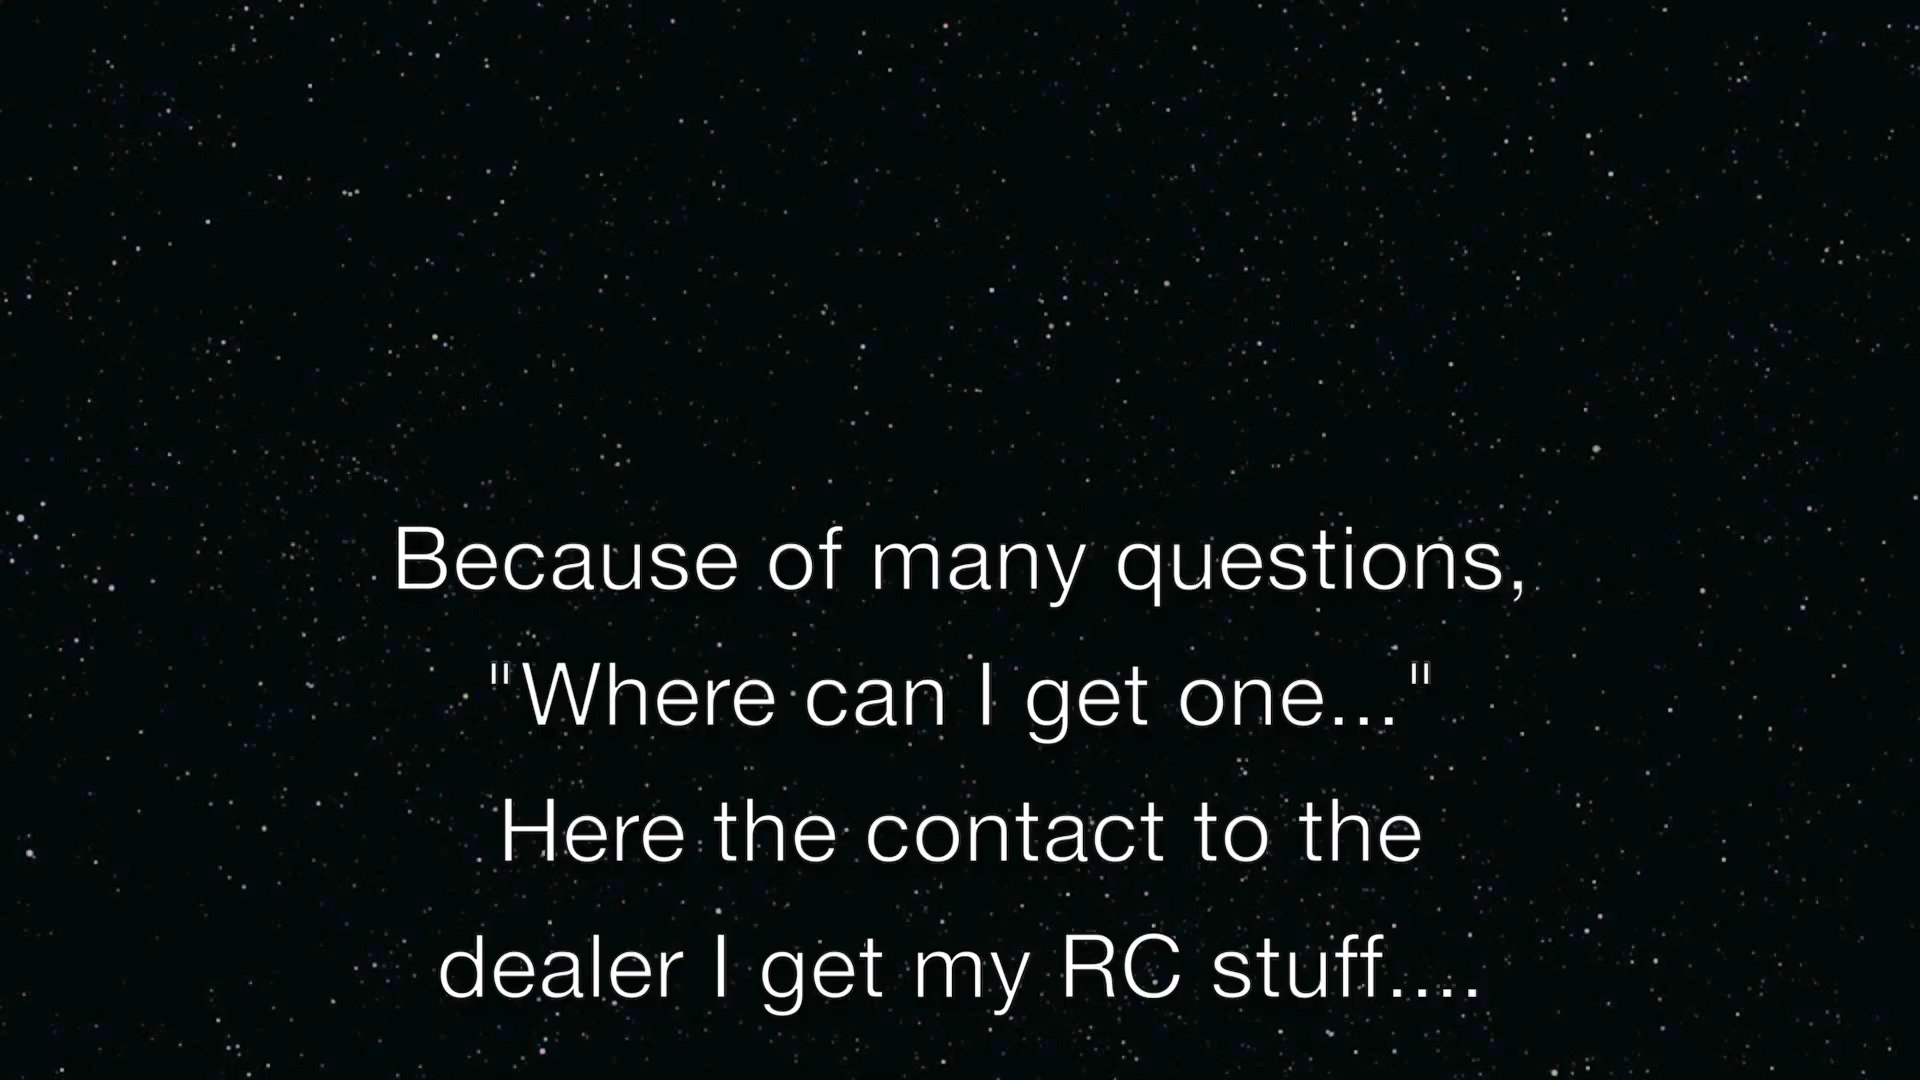 Because of many questions,
"Where can I get one..."
Here the contact to the
dealer I get my RC stuff....